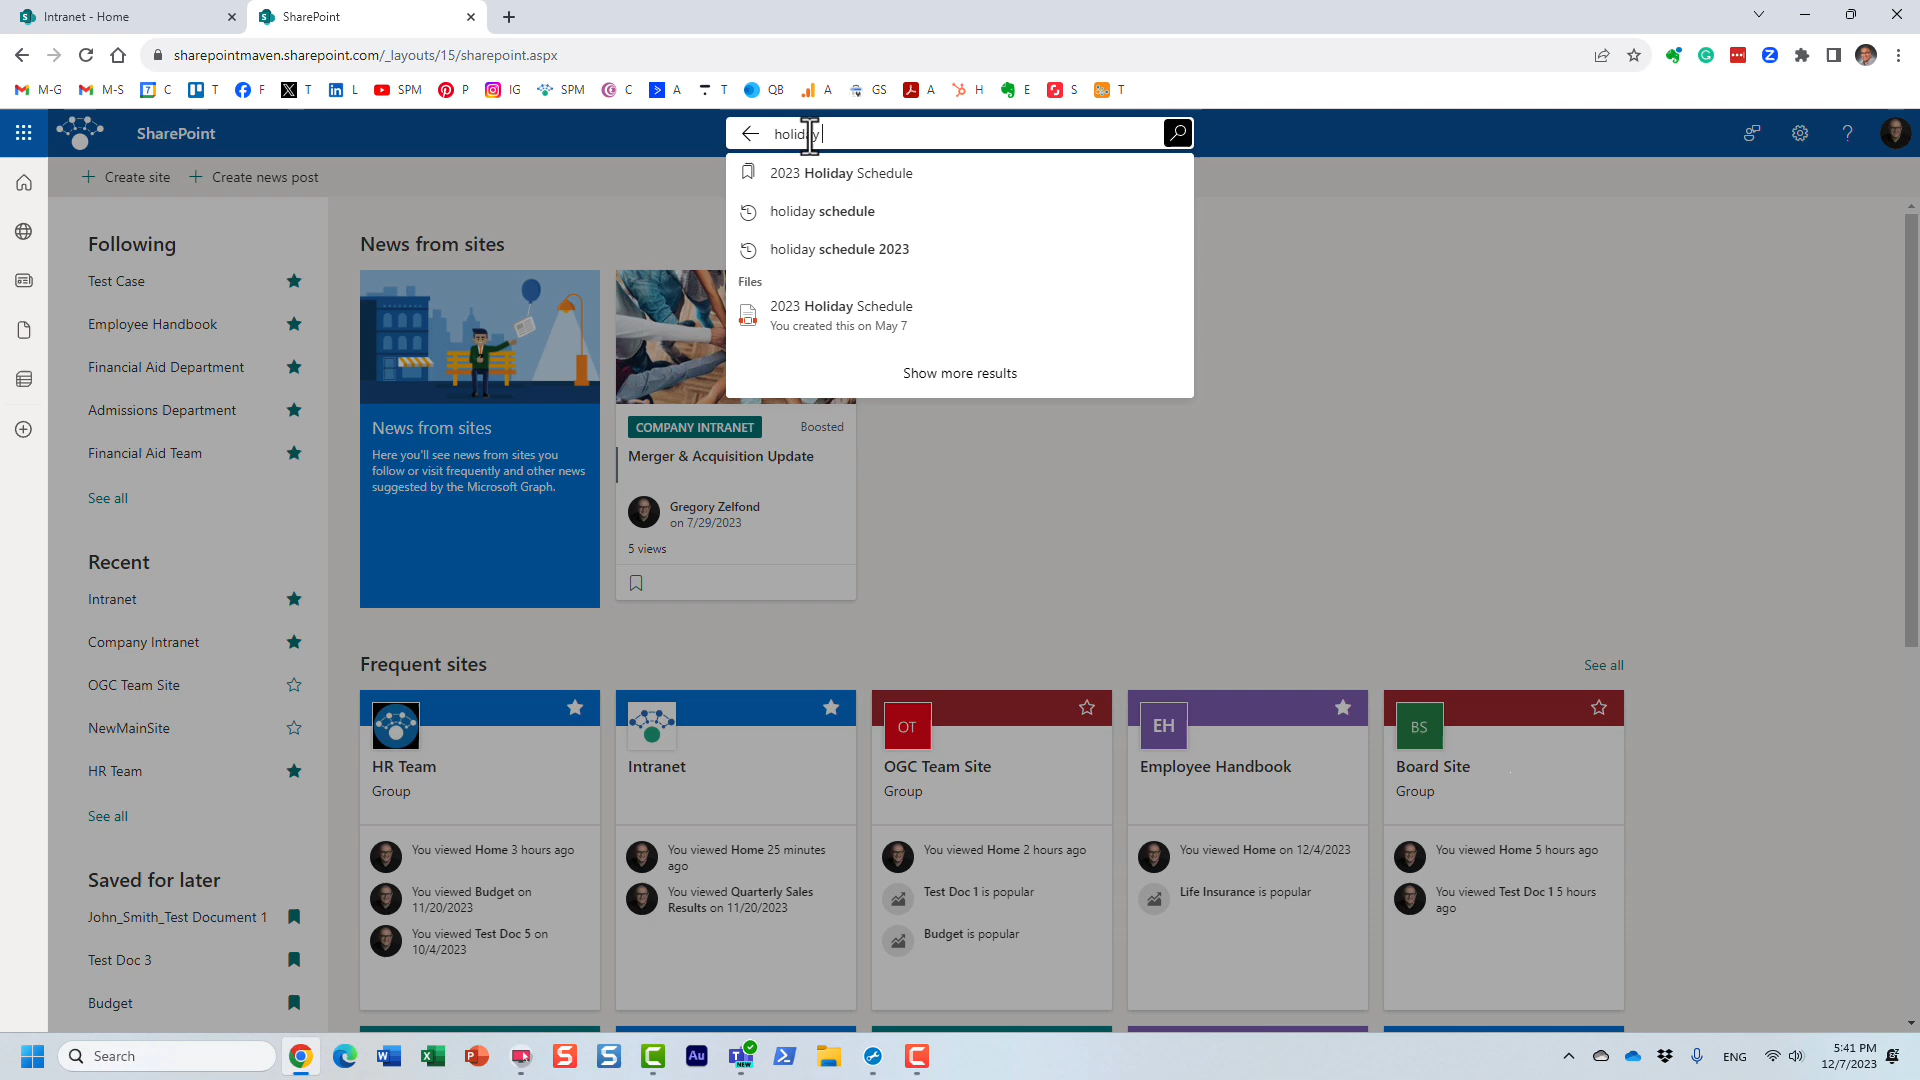 Intranet - Home
SharePoint
sharepointmaven.sharepoint.com/_layouts/15/sharepoint.aspx
M-G
M-S
C
T
F
T
L
SPM
P
IG
SPM
C
A
T
QB
A
GS
A
H
E
S
T
SharePoint
holiday
Create site
Create news post
2023 Holiday Schedule
holiday schedule
holiday schedule 2023
Files
2023 Holiday Schedule
You created this on May 7
Show more results
Following
Test Case
Employee Handbook
Financial Aid Department
Admissions Department
Financial Aid Team
See all
Recent
Intranet
Company Intranet
OGC Team Site
NewMainSite
HR Team
See all
Saved for later
John_Smith_Test Document 1
Test Doc 3
Budget
News from sites
News from sites
Here you'll see news from sites you
follow or visit frequently and other news
suggested by the Microsoft Graph.
COMPANY INTRANET
Boosted
Merger & Acquisition Update
Gregory Zelfond
on 7/29/2023
5 views
Frequent sites
See all
HR Team
Group
You viewed Home 3 hours ago
You viewed Budget on
11/20/2023
You viewed Test Doc 5 on
10/4/2023
Intranet
You viewed Home 25 minutes
ago
You viewed Quarterly Sales
Results on 11/20/2023
OT
OGC Team Site
Group
You viewed Home 2 hours ago
Test Doc 1 is popular
Budget is popular
EH
Employee Handbook
You viewed Home on 12/4/2023
Life Insurance is popular
BS
Board Site
Group
You viewed Home 5 hours ago
You viewed Test Doc 1 5 hours
ago
Search
ENG
5:41 PM
12/7/2023